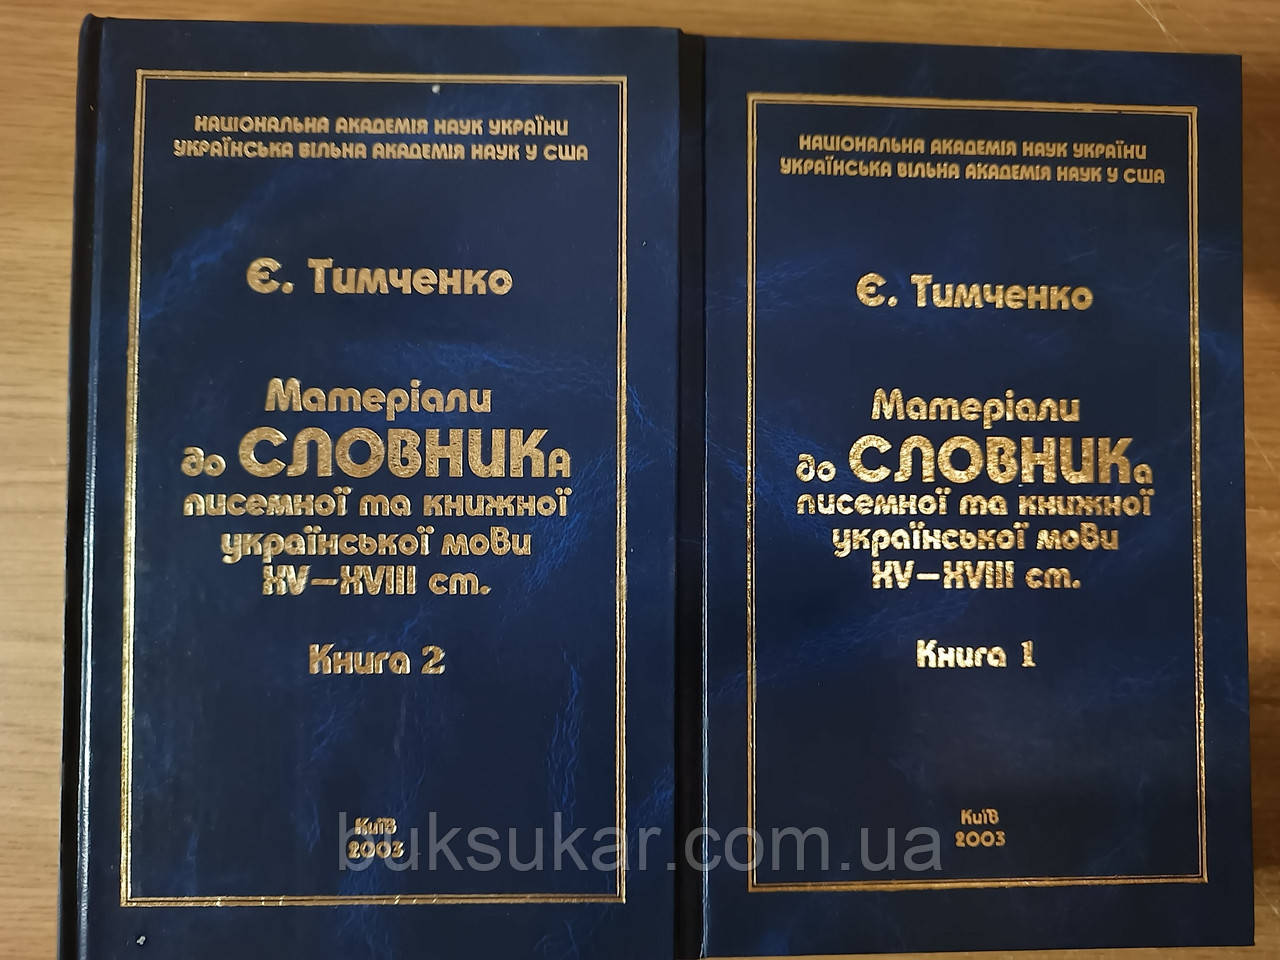 НАЦІОНАЛЬНА АКАДЕМІЯ НАУК УКРАЇНИ
УКРАЇНСЬКА ВІЛЬНА АКАДЕМІЯ НАУК У США
Є. Тимченко
Матеріали
до СЛОВНИКА
писемної та книжної
української мови
XV–XVIII ст.
Книга 2
Київ
2003
НАЦІОНАЛЬНА АКАДЕМІЯ НАУК УКРАЇНИ
УКРАЇНСЬКА ВІЛЬНА АКАДЕМІЯ НАУК У США
Є. Тимченко
Матеріали
до СЛОВНИКа
писемної та книжної
української мови
XV–XVIII ст.
Книга 1
Київ
2003
buksukar.com.ua